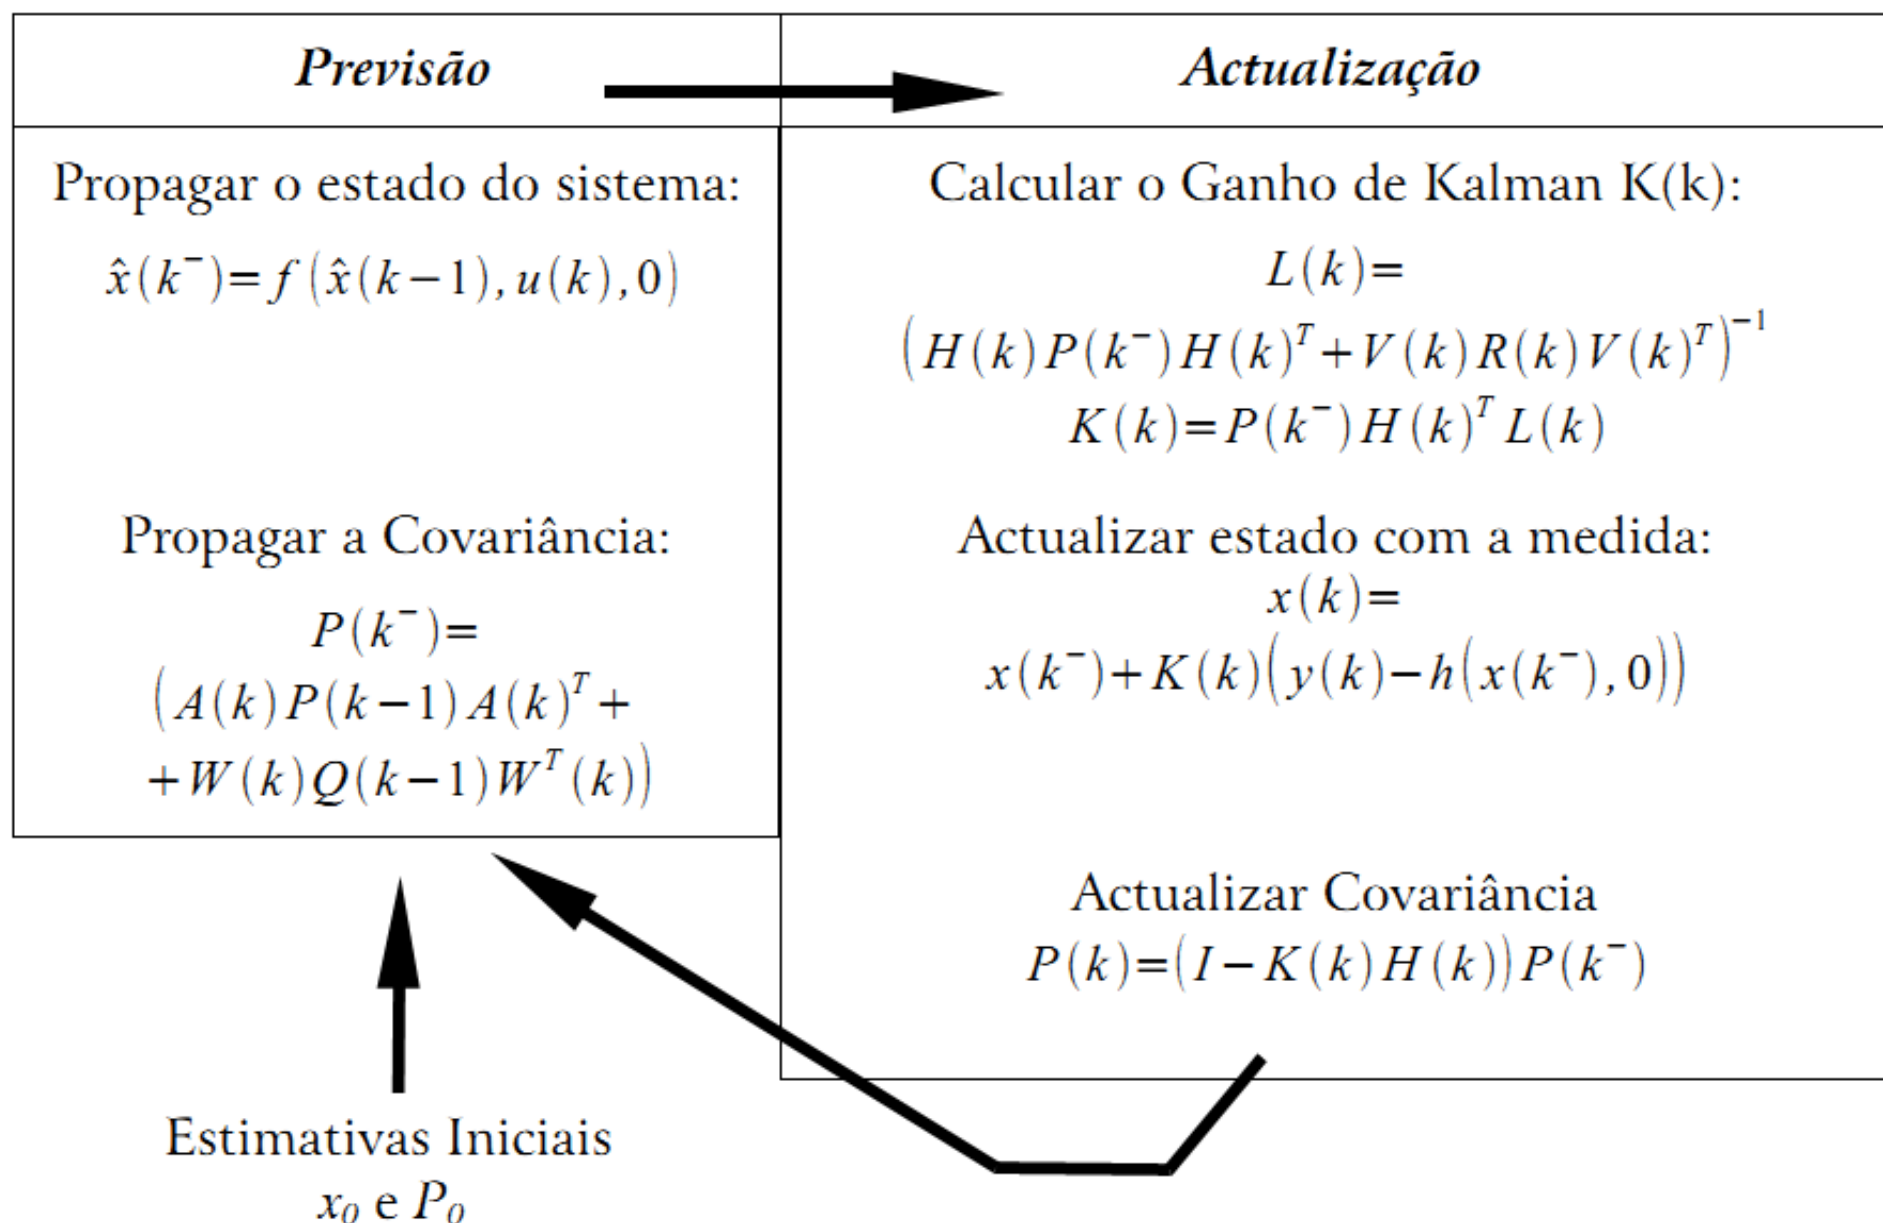 Previsão
Actualização
Propagar o estado do sistema:
x̂(k⁻)=f(x̂(k−1),u(k),0)
Propagar a Covariância:
P(k⁻)=
(A(k)P(k−1)A(k)ᵀ+
+W(k)Q(k−1)Wᵀ(k))
Calcular o Ganho de Kalman K(k):
L(k)=
(H(k)P(k⁻)H(k)ᵀ+V(k)R(k)V(k)ᵀ)⁻¹
K(k)=P(k⁻)H(k)ᵀL(k)
Actualizar estado com a medida:
x(k)=
x(k⁻)+K(k)(y(k)−h(x(k⁻),0))
Actualizar Covariância
P(k)=(I−K(k)H(k))P(k⁻)
Estimativas Iniciais
x₀ e P₀